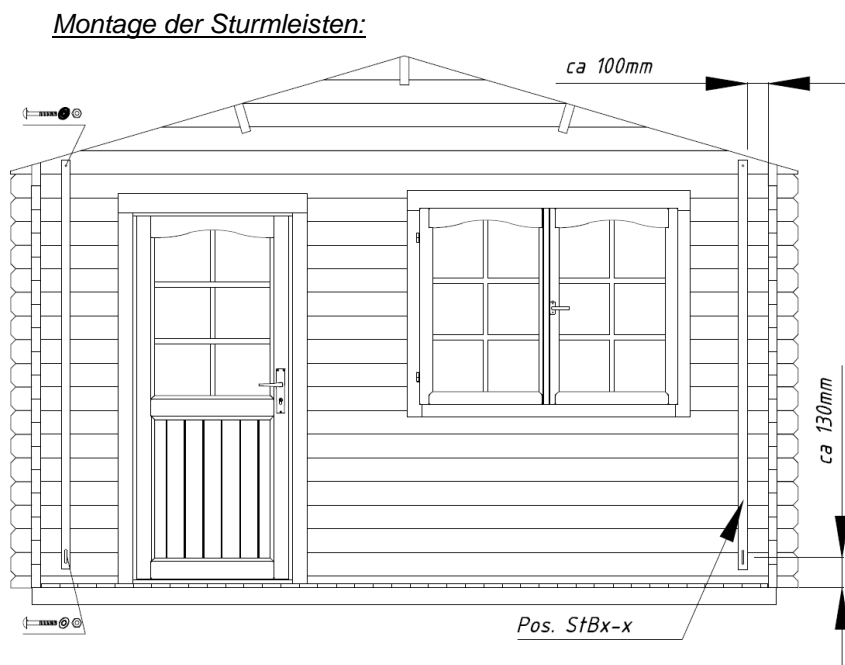 Montage der Sturmleisten:
ca 100mm
ca 130mm
Pos. StBx-x